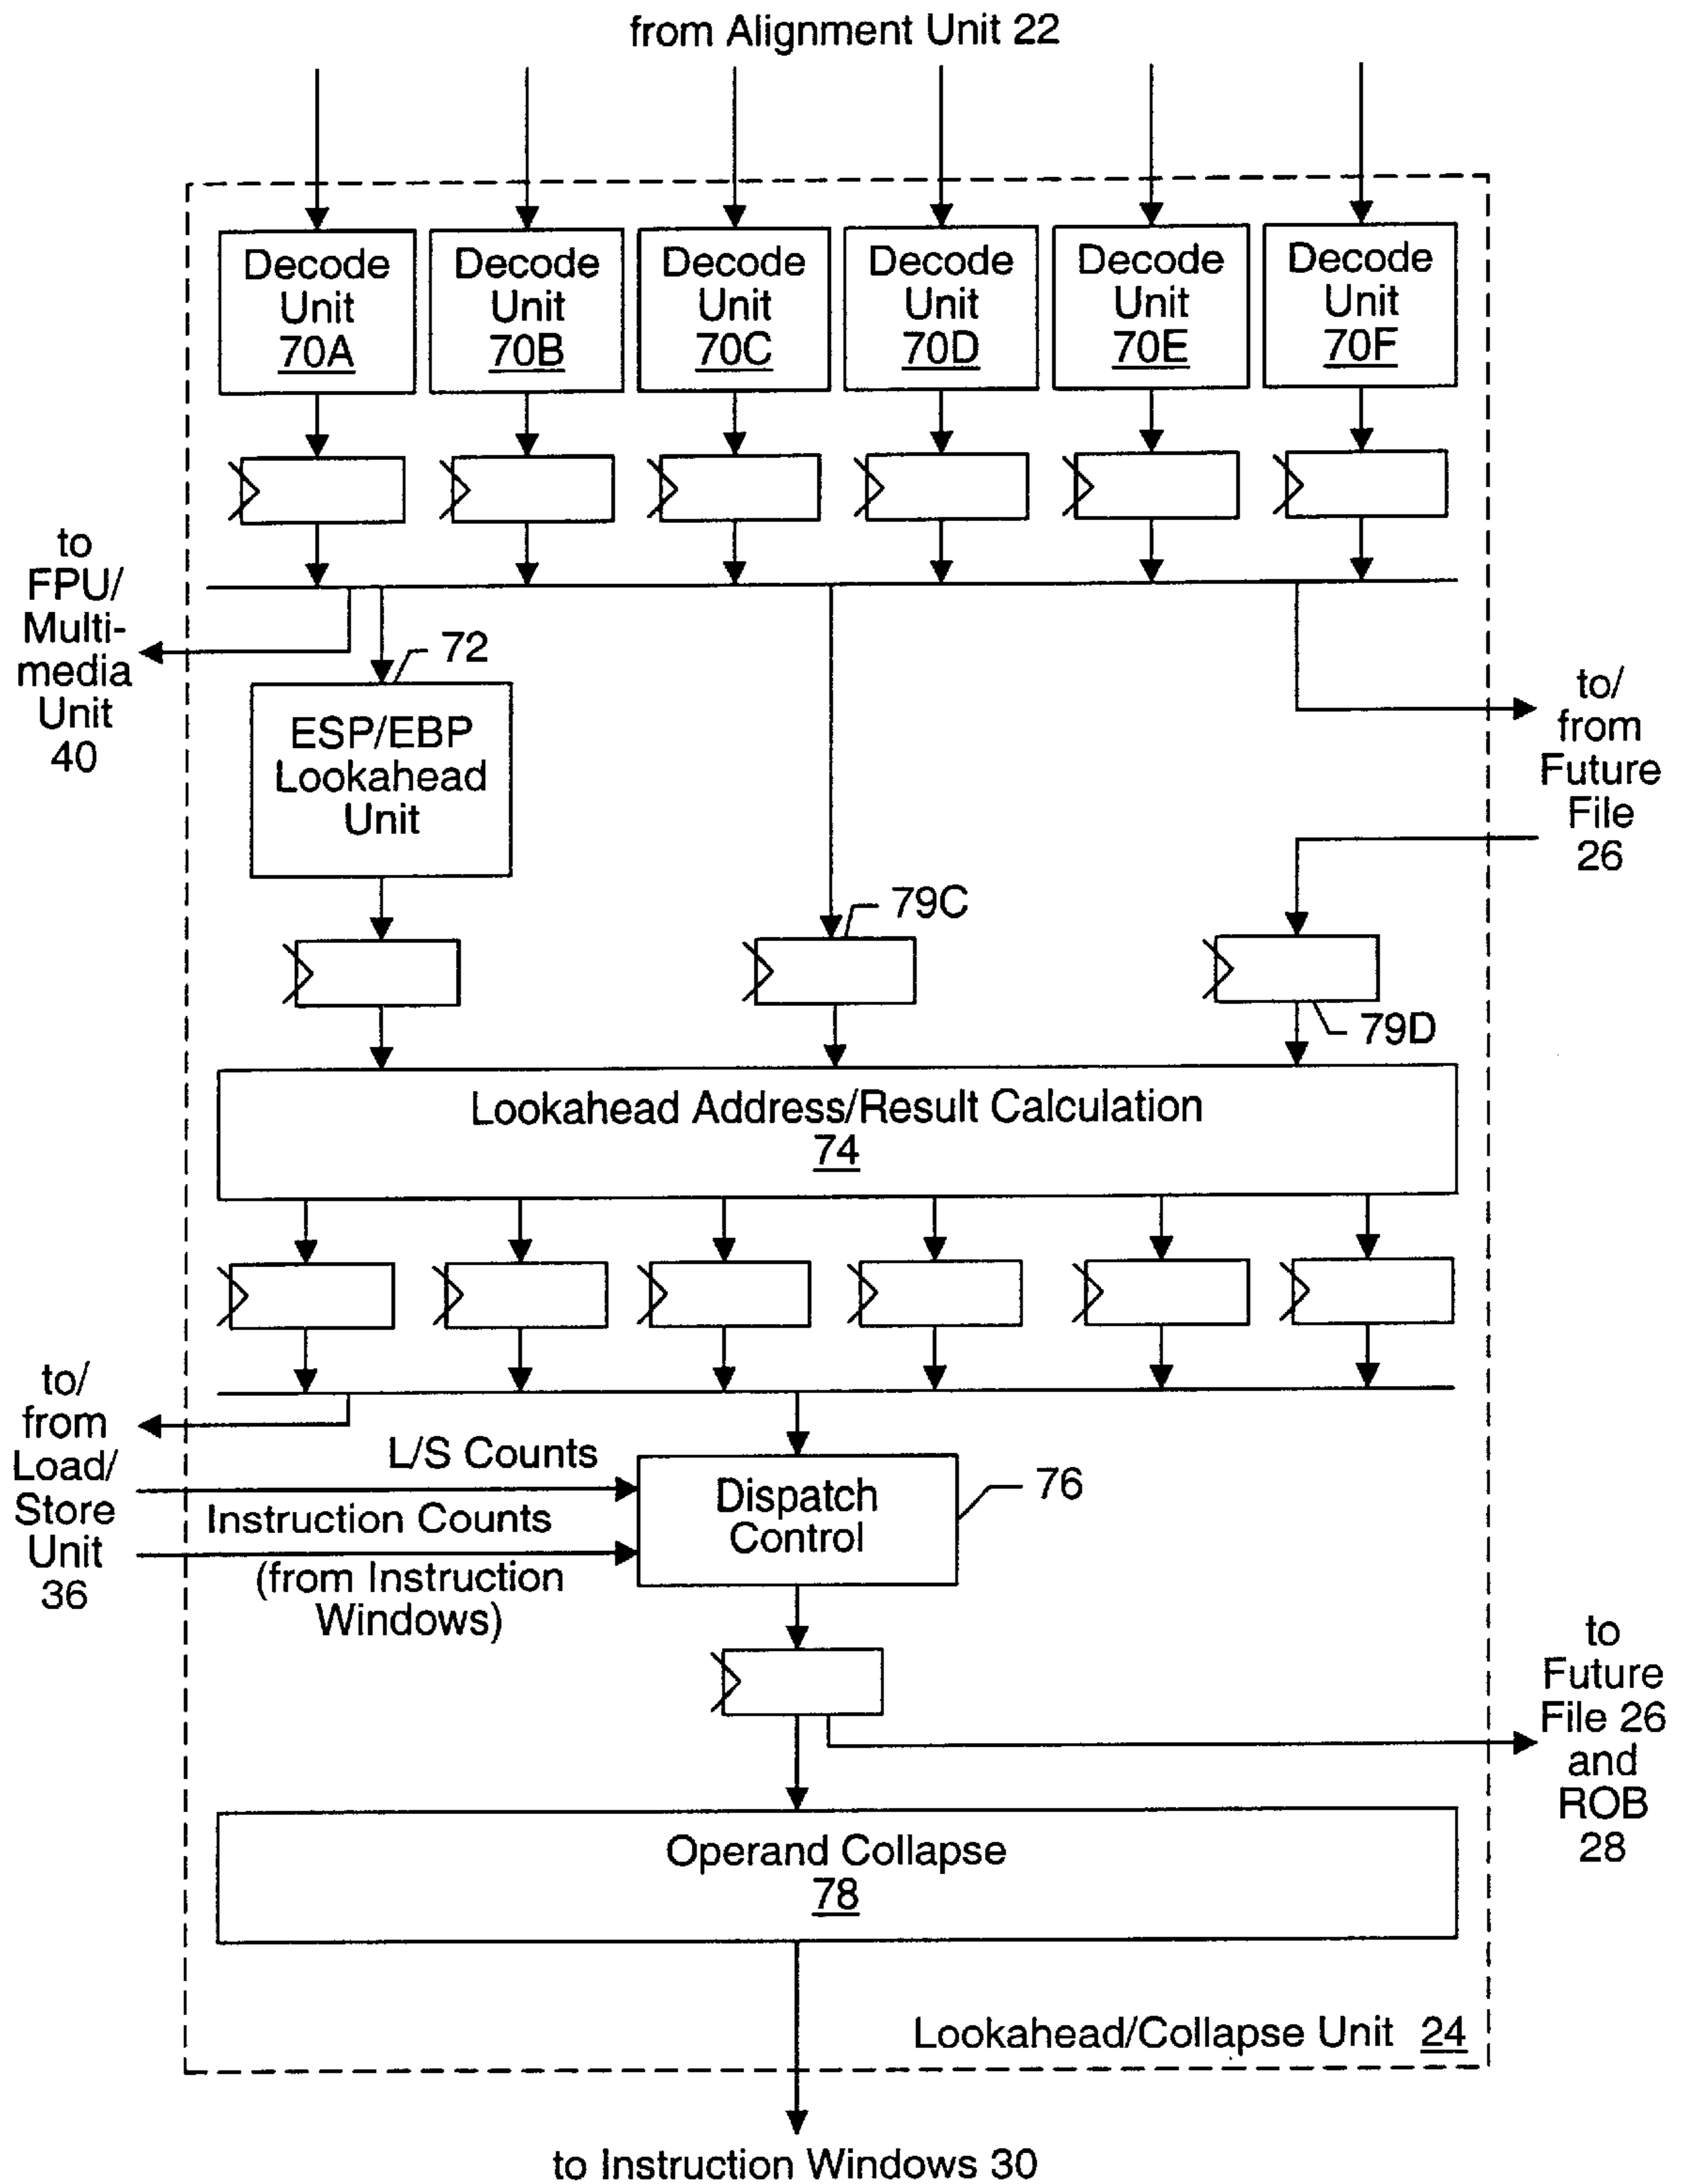 from Alignment Unit 22
Decode
Unit
70A
Decode
Unit
70B
Decode
Unit
70C
Decode
Unit
70D
Decode
Unit
70E
Decode
Unit
70F
to
FPU/
Multi-
media
Unit
40
72
ESP/EBP
Lookahead
Unit
to/
from
Future
File
26
79C
79D
Lookahead Address/Result Calculation
74
to/
from
Load/
Store
Unit
36
L/S Counts
Instruction Counts
(from Instruction
Windows)
Dispatch
Control
76
to
Future
File 26
and
ROB
28
Operand Collapse
78
Lookahead/Collapse Unit 24
to Instruction Windows 30